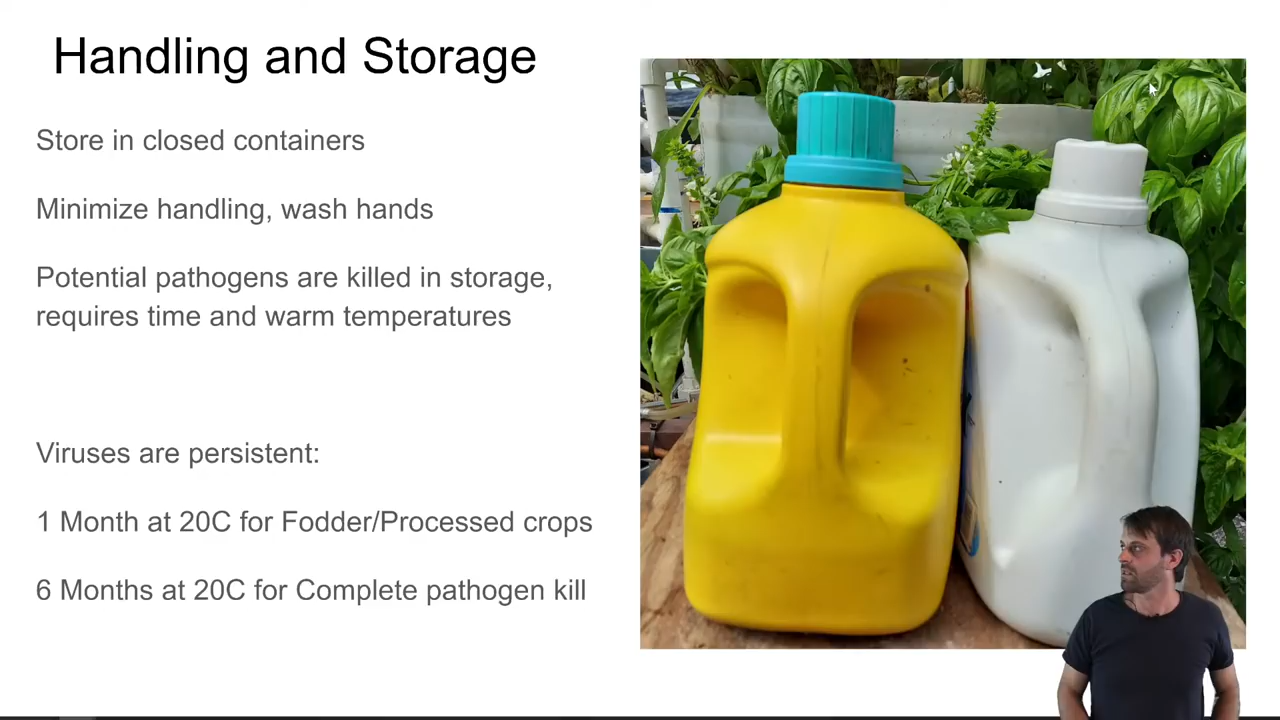 Handling and Storage
Store in closed containers
Minimize handling, wash hands
Potential pathogens are killed in storage,
requires time and warm temperatures
Viruses are persistent:
1 Month at 20C for Fodder/Processed crops
6 Months at 20C for Complete pathogen kill